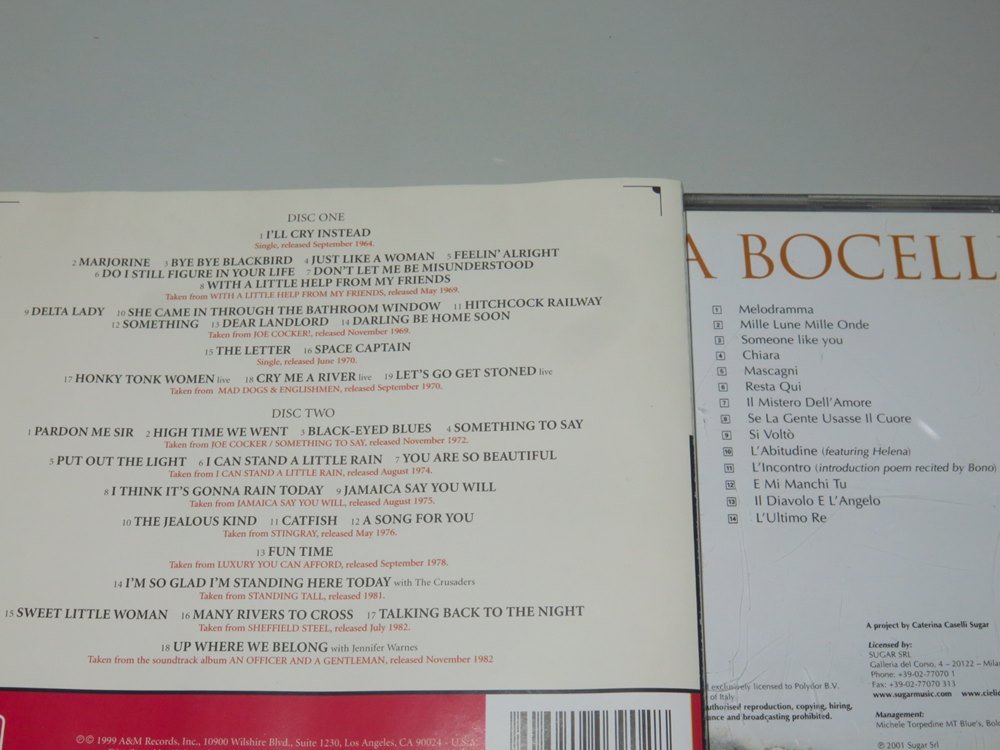 DISC ONE
1 I'LL CRY INSTEAD
Single, released September 1964.
2 MARJORINE 3 BYE BYE BLACKBIRD 4 JUST LIKE A WOMAN 5 FEELIN' ALRIGHT
6 DO I STILL FIGURE IN YOUR LIFE 7 DON'T LET ME BE MISUNDERSTOOD
8 WITH A LITTLE HELP FROM MY FRIENDS
Taken from WITH A LITTLE HELP FROM MY FRIENDS, released May 1969.
9 DELTA LADY 10 SHE CAME IN THROUGH THE BATHROOM WINDOW 11 HITCHCOCK RAILWAY
12 SOMETHING 13 DEAR LANDLORD 14 DARLING BE HOME SOON
Taken from JOE COCKER!, released November 1969.
15 THE LETTER 16 SPACE CAPTAIN
Single, released June 1970.
17 HONKY TONK WOMEN live 18 CRY ME A RIVER live 19 LET'S GO GET STONED live
Taken from MAD DOGS & ENGLISHMEN, released September 1970.
DISC TWO
1 PARDON ME SIR 2 HIGH TIME WE WENT 3 BLACK-EYED BLUES 4 SOMETHING TO SAY
Taken from JOE COCKER / SOMETHING TO SAY, released November 1972.
5 PUT OUT THE LIGHT 6 I CAN STAND A LITTLE RAIN 7 YOU ARE SO BEAUTIFUL
Taken from I CAN STAND A LITTLE RAIN, released August 1974.
8 I THINK IT'S GONNA RAIN TODAY 9 JAMAICA SAY YOU WILL
Taken from JAMAICA SAY YOU WILL, released August 1975.
10 THE JEALOUS KIND 11 CATFISH 12 A SONG FOR YOU
Taken from STINGRAY, released May 1976.
13 FUN TIME
Taken from LUXURY YOU CAN AFFORD, released September 1978.
14 I'M SO GLAD I'M STANDING HERE TODAY with The Crusaders
Taken from STANDING TALL, released 1981.
15 SWEET LITTLE WOMAN 16 MANY RIVERS TO CROSS 17 TALKING BACK TO THE NIGHT
Taken from SHEFFIELD STEEL, released July 1982.
18 UP WHERE WE BELONG with Jennifer Warnes
Taken from the soundtrack album AN OFFICER AND A GENTLEMAN, released November 1982
℗© 1999 A&M Records, Inc., 10900 Wilshire Blvd., Suite 1230, Los Angeles, CA 90024 - U.S.A.
A BOCELLI
1 Melodramma
2 Mille Lune Mille Onde
3 Someone like you
4 Chiara
5 Mascagni
6 Resta Qui
7 Il Mistero Dell'Amore
8 Se La Gente Usasse Il Cuore
9 Si Voltò
10 L'Abitudine (featuring Helena)
11 L'Incontro (introduction poem recited by Bono)
12 E Mi Manchi Tu
13 Il Diavolo E L'Angelo
14 L'Ultimo Re
A project by Caterina Caselli Sugar
Licensed by:
SUGAR SRL
Galleria del Corso, 4 – 20122 – Mila
Phone: +39-02-77070 1
Fax: +39-02-77070 313
www.sugarmusic.com www.cieli
Management:
Michele Torpedine MT Blue's, Bolo
© 2001 Sugar Srl
d exclusively licensed to Polydor B.V.
of Italy
uthorised reproduction, copying, hiring,
ance and broadcasting prohibited.